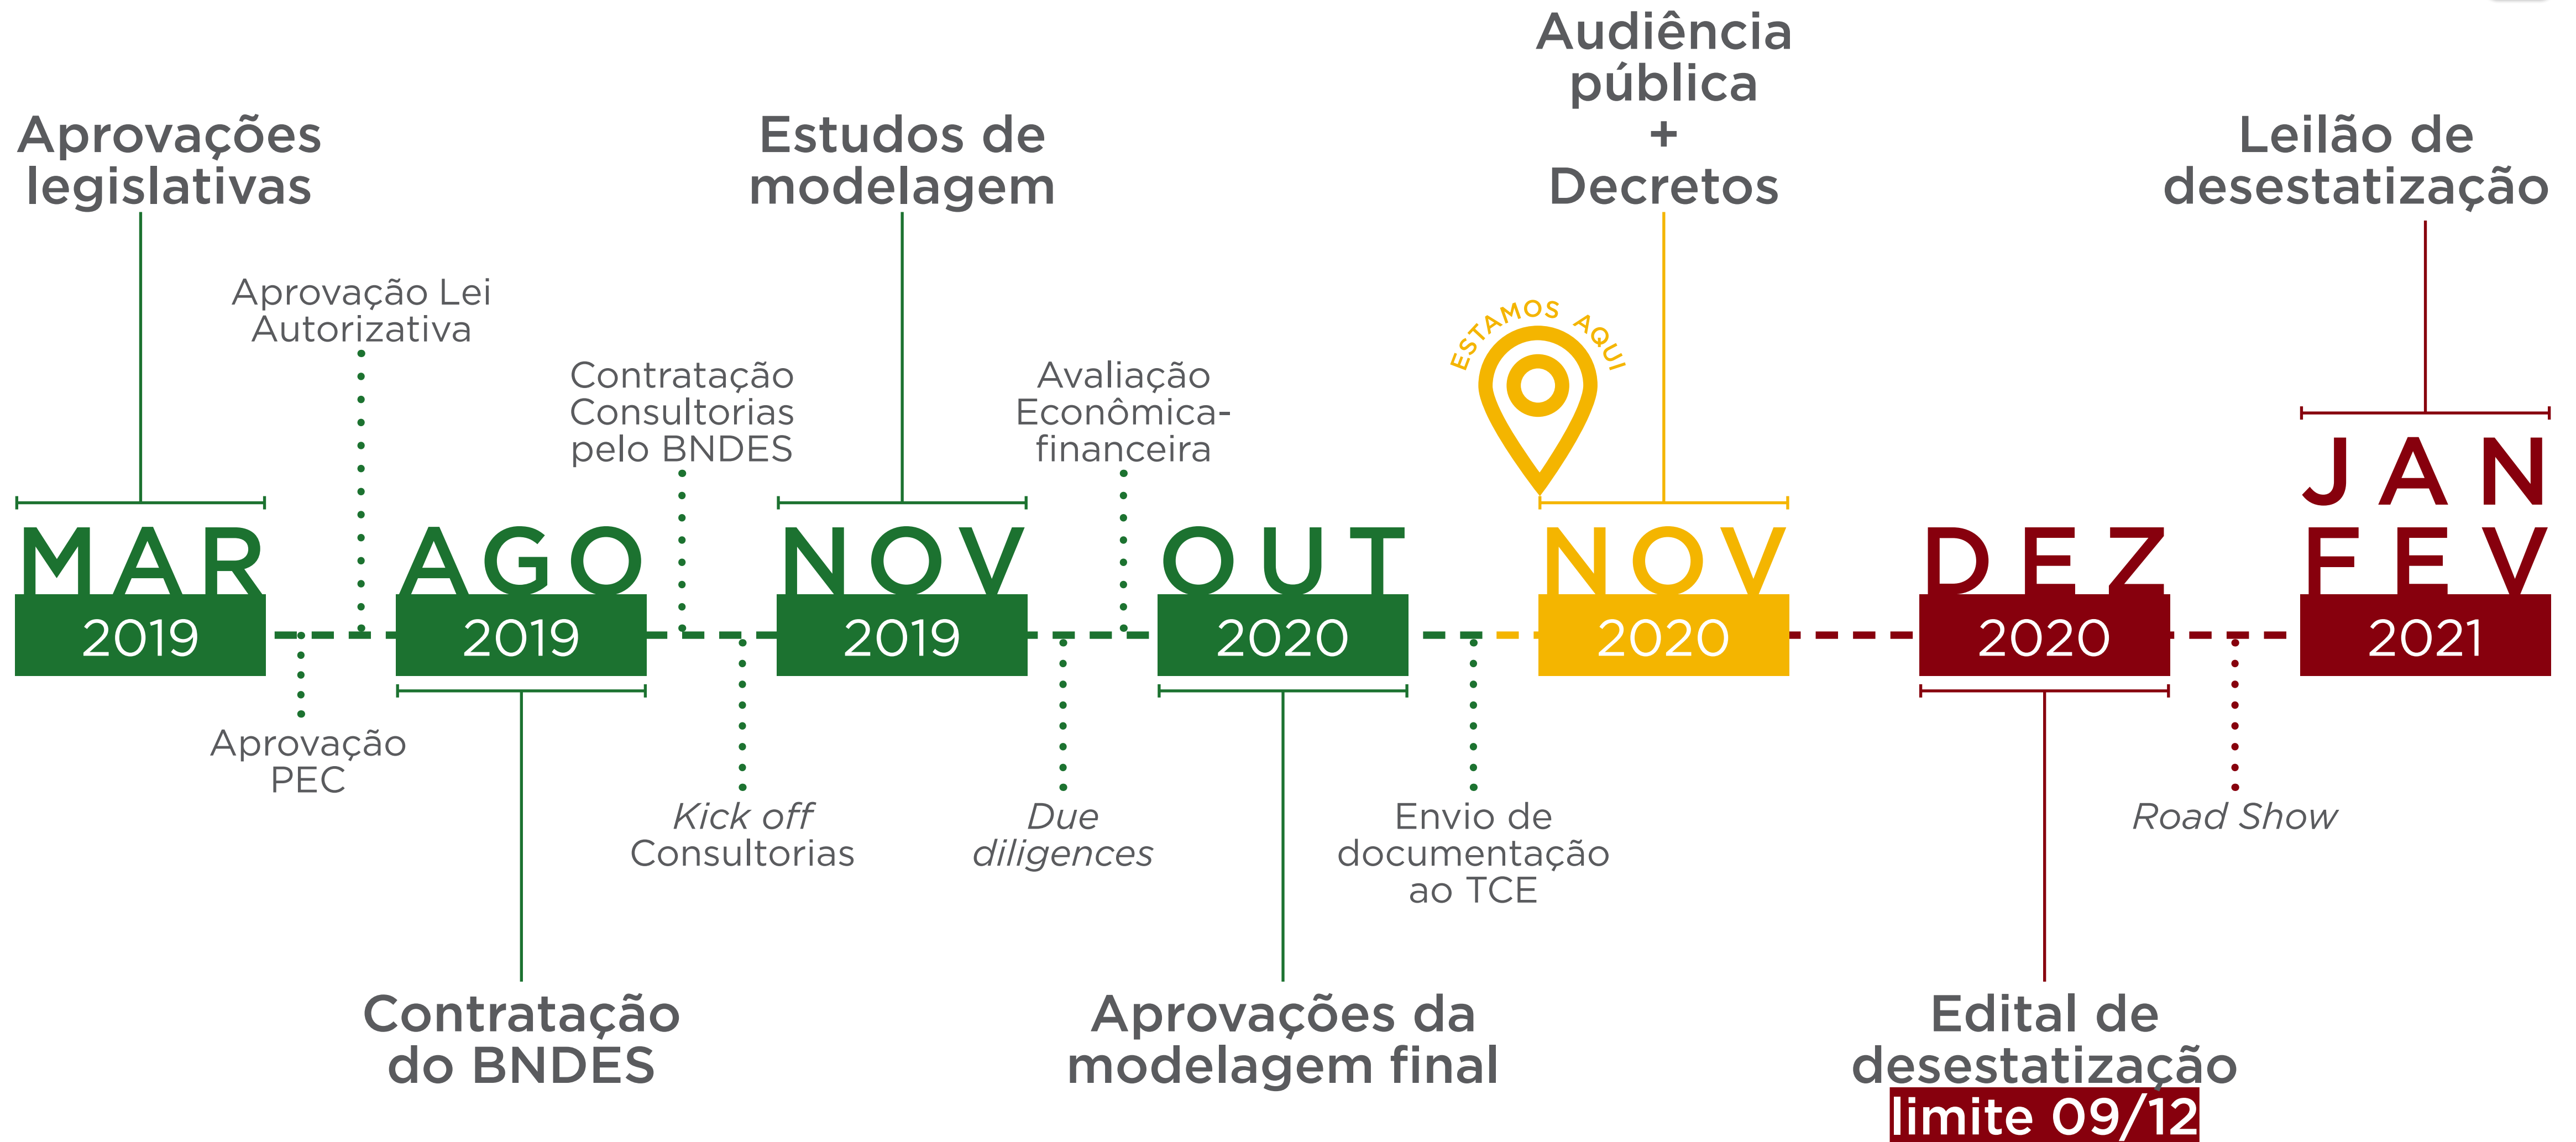 Aprovações
legislativas
Aprovação Lei
Autorizativa
MAR
2019
Aprovação
PEC
AGO
2019
Contratação
do BNDES
Contratação
Consultorias
pelo BNDES
Kick off
Consultorias
Estudos de
modelagem
NOV
2019
Due
diligences
Avaliação
Econômica-
financeira
OUT
2020
Aprovações da
modelagem final
Envio de
documentação
ao TCE
Audiência
pública
+
Decretos
ESTAMOS AQUI
NOV
2020
DEZ
2020
Edital de
desestatização
limite 09/12
Road Show
Leilão de
desestatização
JAN
FEV
2021